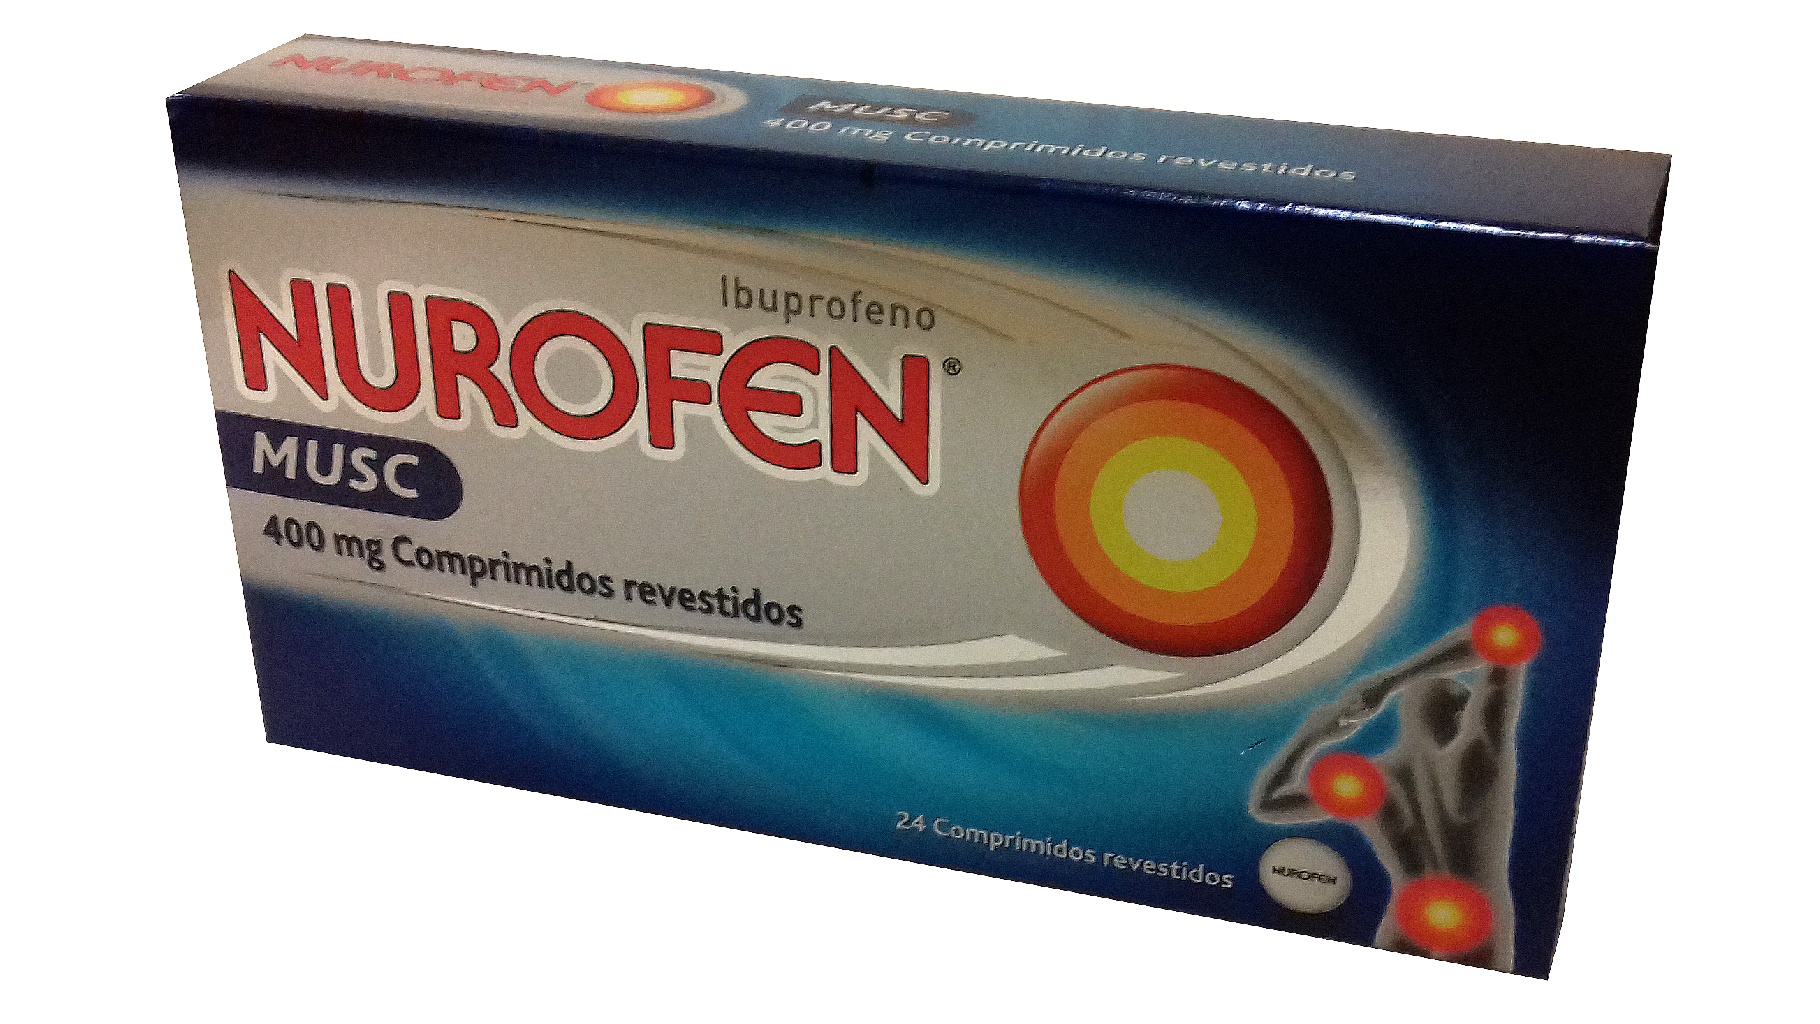 NUROFEN
MUSC
400 mg Comprimidos revestidos
Ibuprofeno
NUROFEN®
MUSC
400 mg Comprimidos revestidos
24 Comprimidos revestidos
NUROFEN